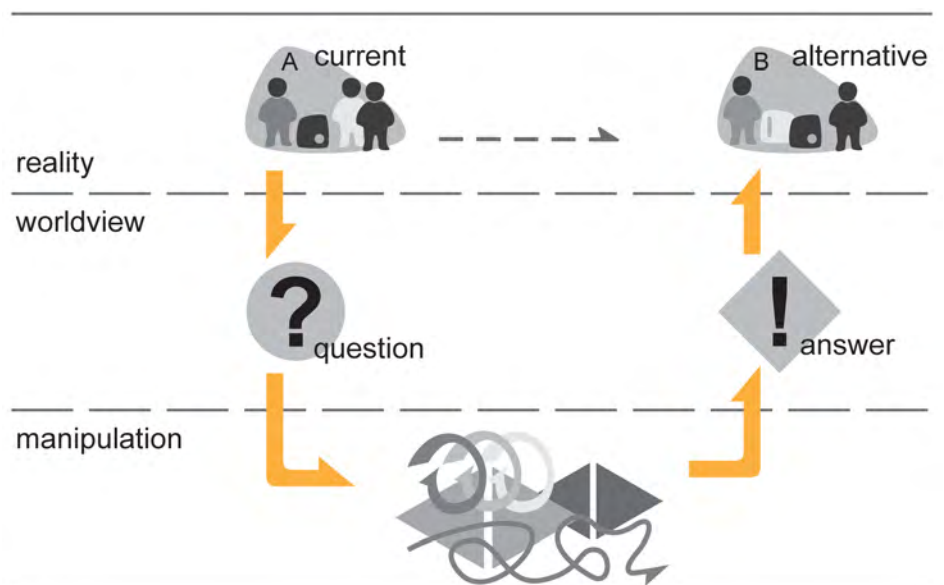 A current
B alternative
reality
worldview
?
question
!
answer
manipulation